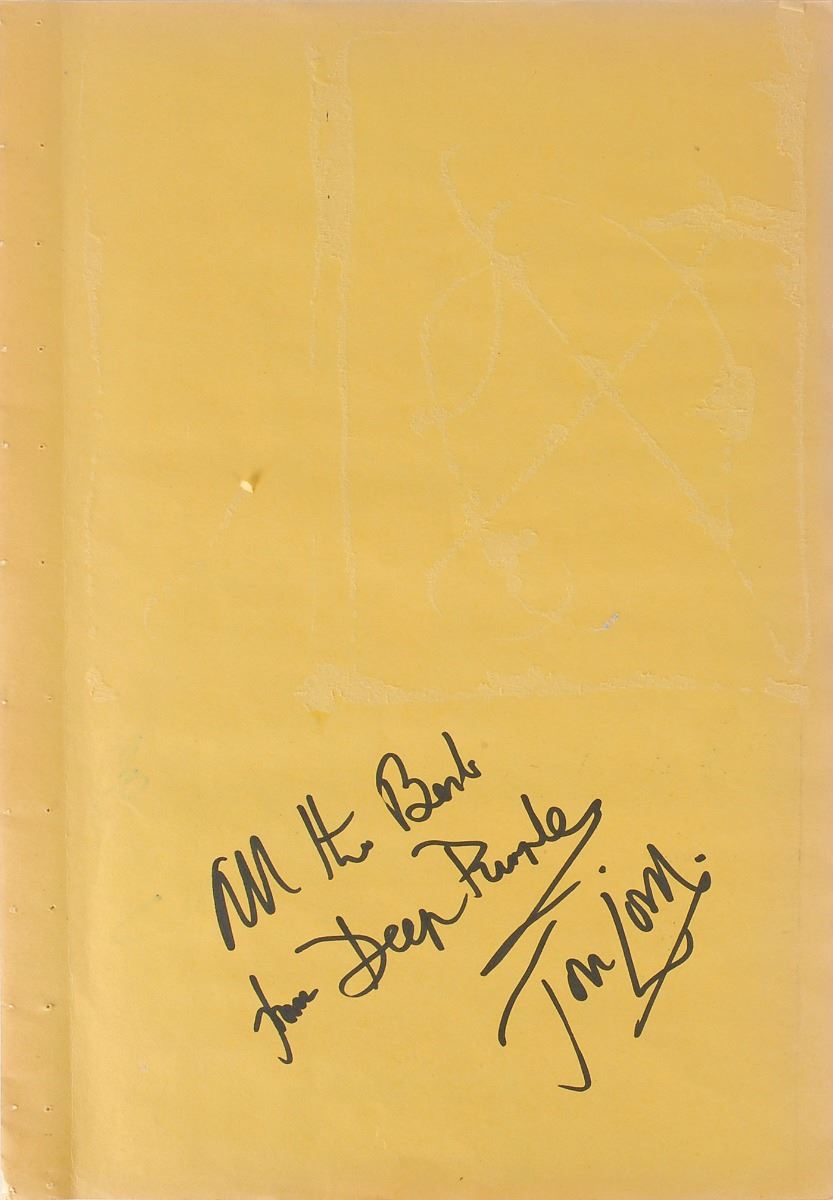 All the Best
from Deep Purple
Jon Lord.